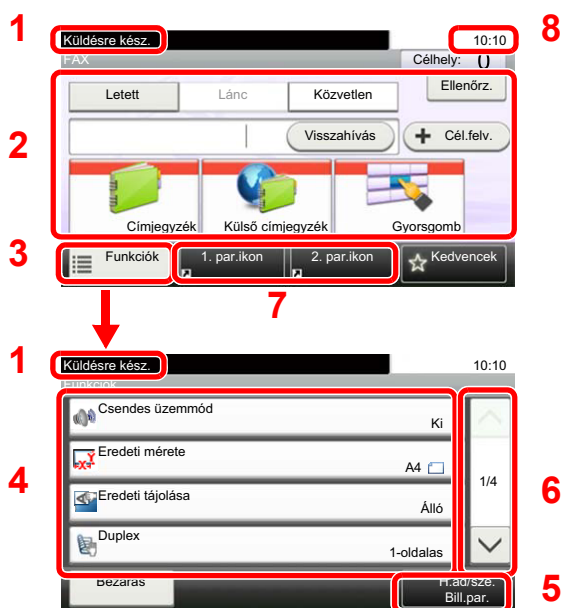 1
8
Küldésre kész.
10:10
FAX
Célhely: ()
Letett
Lánc
Közvetlen
Ellenőrz.
2
Visszahívás
Cél.felv.
Címjegyzék
Külső címjegyzék
Gyorsgomb
3
Funkciók
1. par.ikon
2. par.ikon
Kedvencek
7
1
Küldésre kész.
10:10
Funkciók
Csendes üzemmód
Ki
Eredeti mérete
A4
4
1/4
6
Eredeti tájolása
Álló
Duplex
1-oldalas
Bezárás
H.ad/sze.
Bill.par.
5